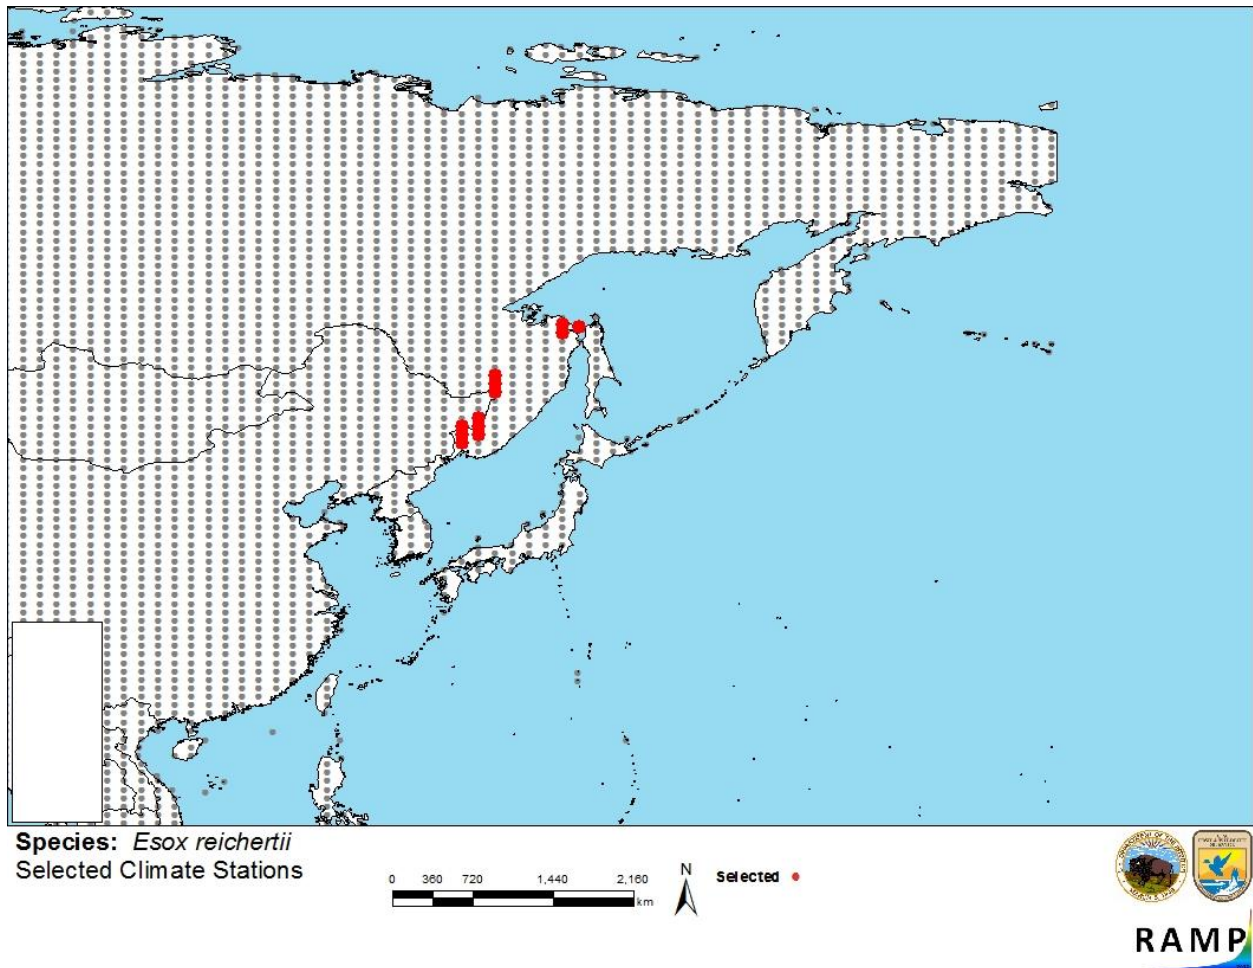 Species: Esox reichertii
Selected Climate Stations
0 360 720 1,440 2,160
km
N
Selected
RAMP